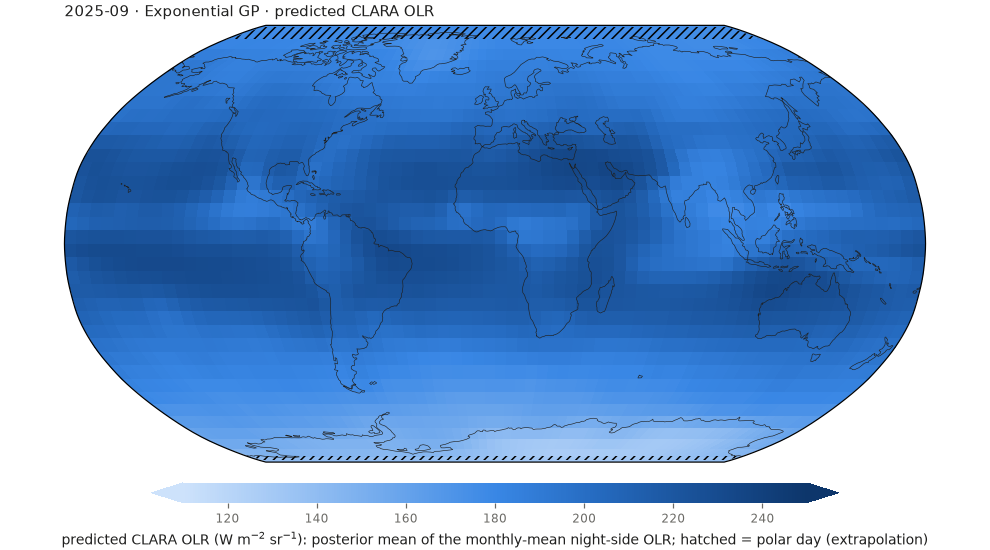 2025-09 · Exponential GP · predicted CLARA OLR
120 140 160 180 200 220 240
predicted CLARA OLR (W m⁻² sr⁻¹): posterior mean of the monthly-mean night-side OLR; hatched = polar day (extrapolation)